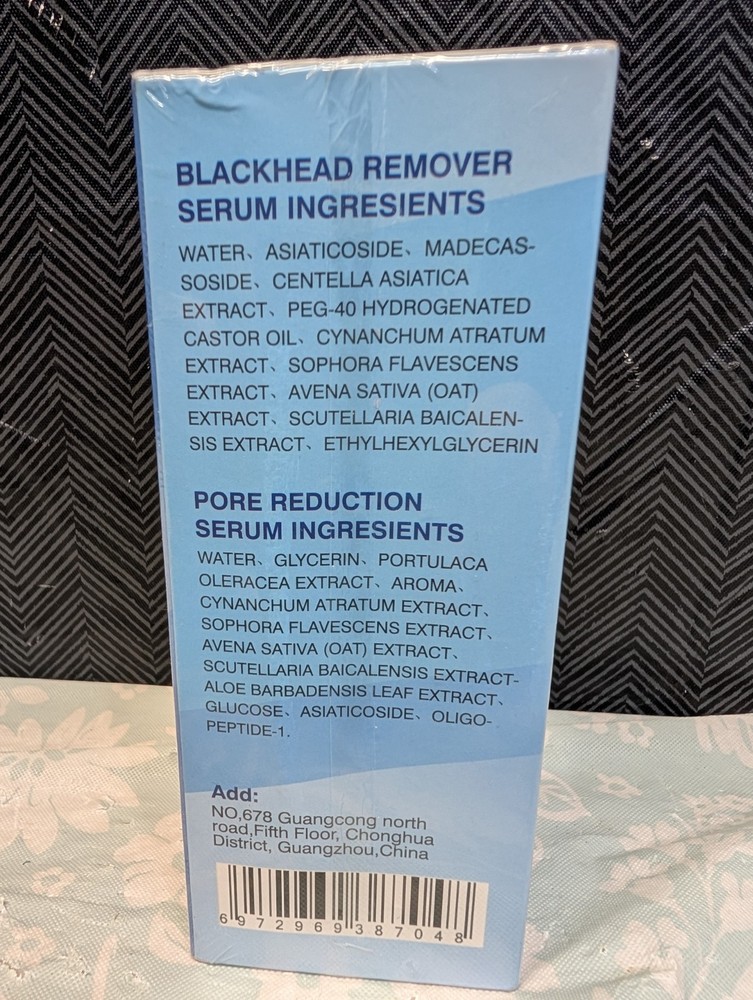 BLACKHEAD REMOVER
SERUM INGRESIENTS
WATER、ASIATICOSIDE、MADECAS-
SOSIDE、CENTELLA ASIATICA
EXTRACT、PEG-40 HYDROGENATED
CASTOR OIL、CYNANCHUM ATRATUM
EXTRACT、SOPHORA FLAVESCENS
EXTRACT、AVENA SATIVA (OAT)
EXTRACT、SCUTELLARIA BAICALEN-
SIS EXTRACT、ETHYLHEXYLGLYCERIN
PORE REDUCTION
SERUM INGRESIENTS
WATER、GLYCERIN、PORTULACA
OLERACEA EXTRACT、AROMA、
CYNANCHUM ATRATUM EXTRACT、
SOPHORA FLAVESCENS EXTRACT、
AVENA SATIVA (OAT) EXTRACT、
SCUTELLARIA BAICALENSIS EXTRACT-
ALOE BARBADENSIS LEAF EXTRACT、
GLUCOSE、ASIATICOSIDE、OLIGO-
PEPTIDE-1.
Add:
NO,678 Guangcong north
road,Fifth Floor, Chonghua
District, Guangzhou,China
6972969387048